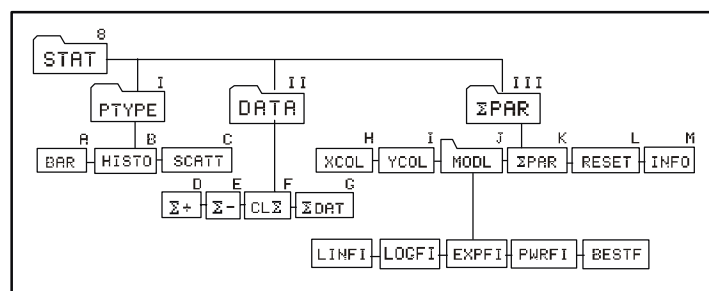 8
STAT
I II III
PTYPE DATA ΣPAR
A B C H I J K L M
BAR HISTO SCATT XCOL YCOL MODL ΣPAR RESET INFO
D E F G
Σ+ Σ- CLΣ ΣDAT
LINFI LOGFI EXPFI PWRFI BESTF